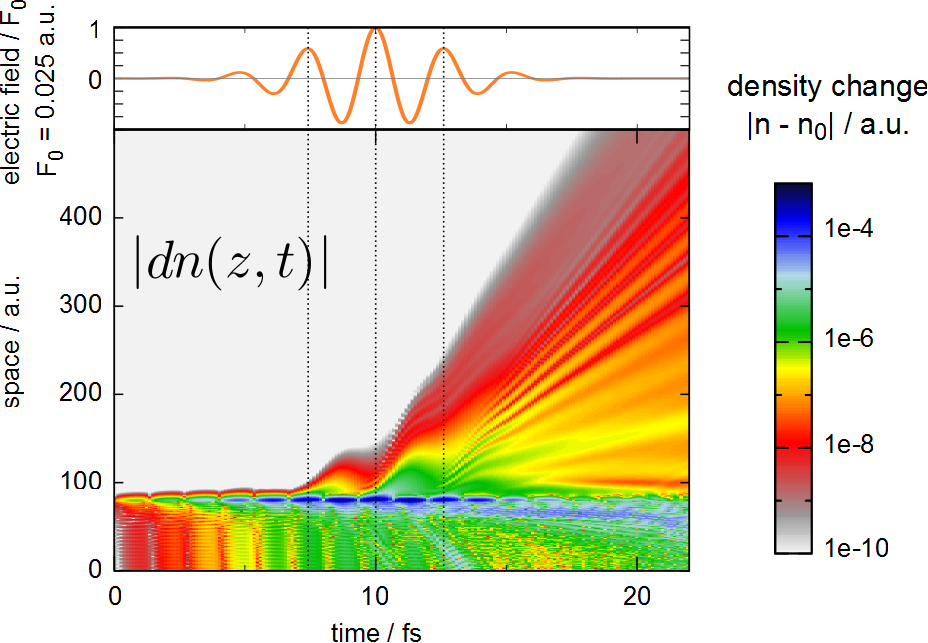 electric field / F0
F0 = 0.025 a.u.
1
0
density change
|n - n0| / a.u.
|dn(z, t)|
space / a.u.
400
300
200
100
0
1e-4
1e-6
1e-8
1e-10
0
10
20
time / fs